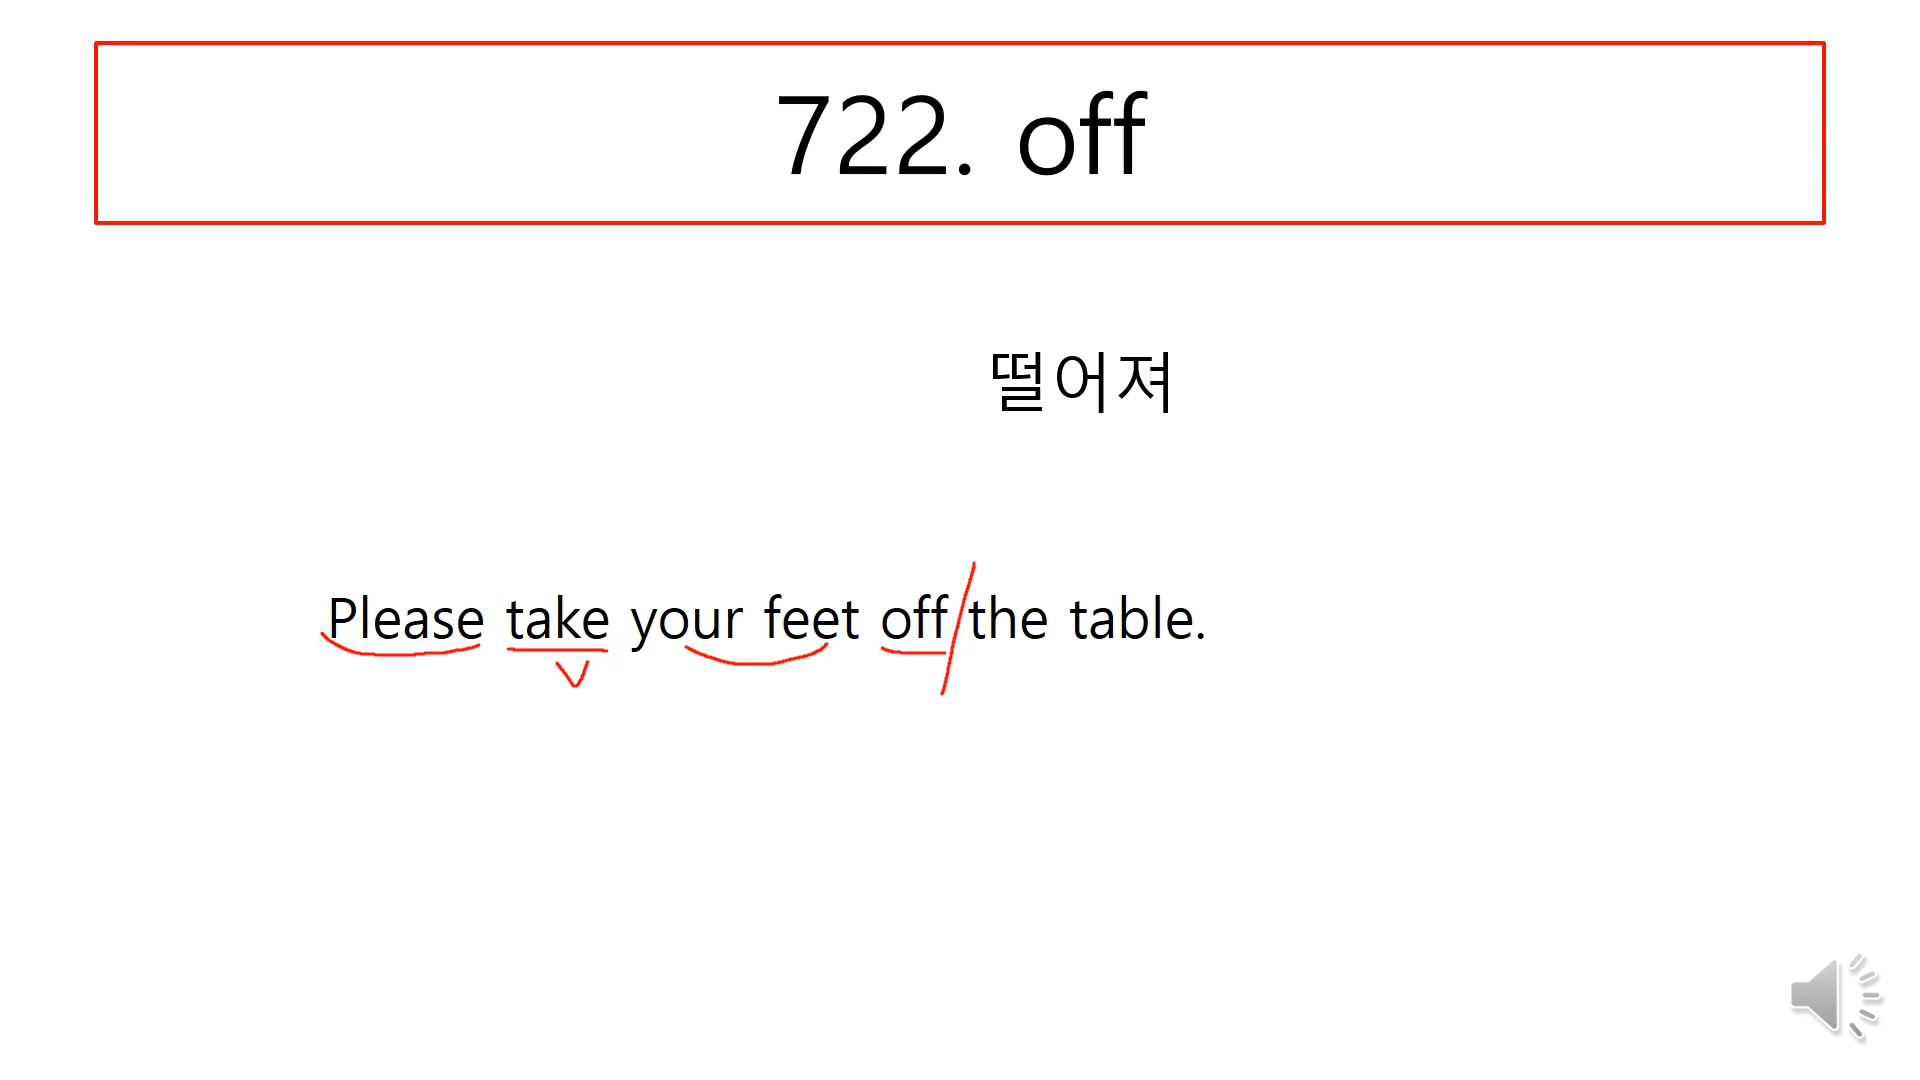 722. off
떨어져
Please take your feet off the table.
V